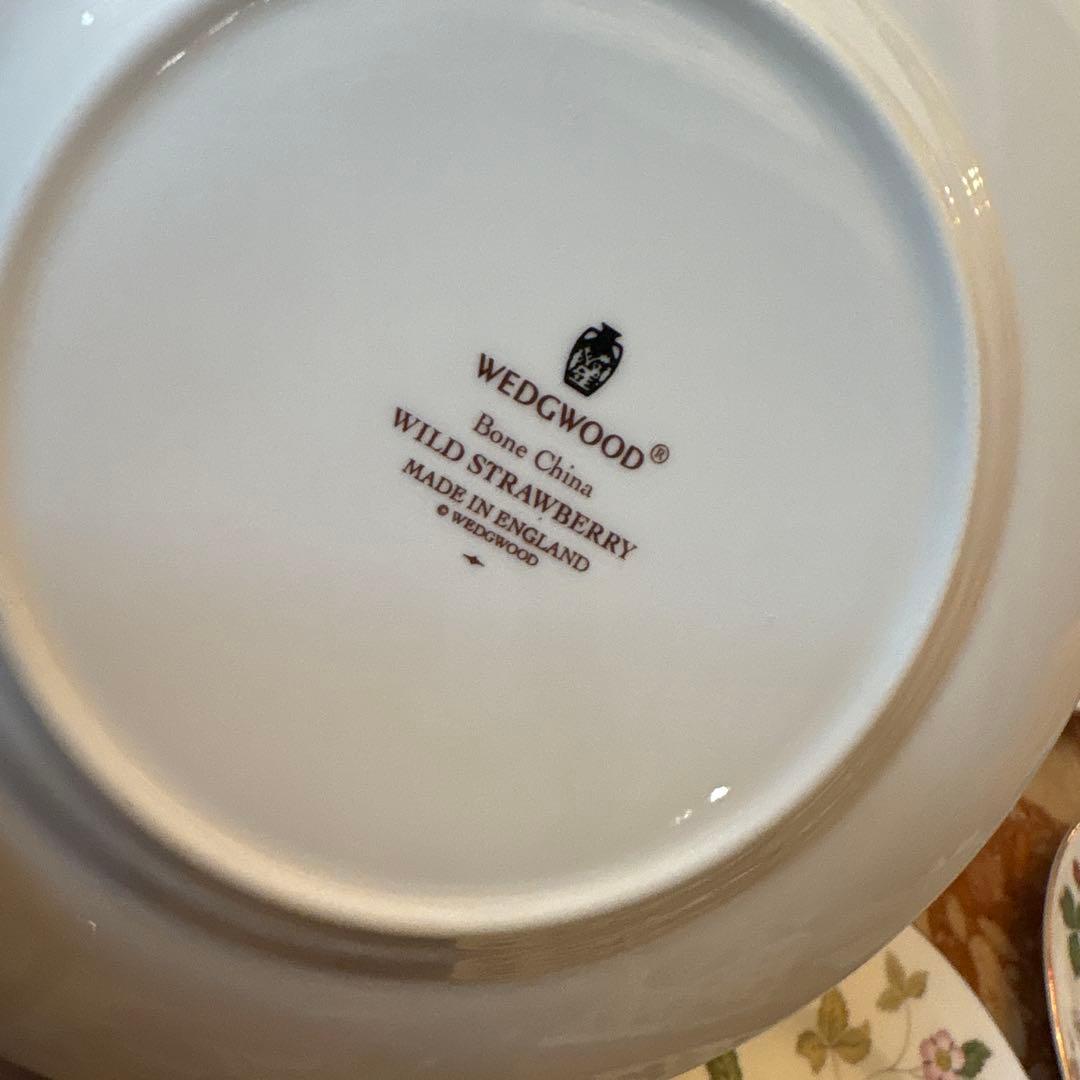 WEDGWOOD®
Bone China
WILD STRAWBERRY
MADE IN ENGLAND
© WEDGWOOD